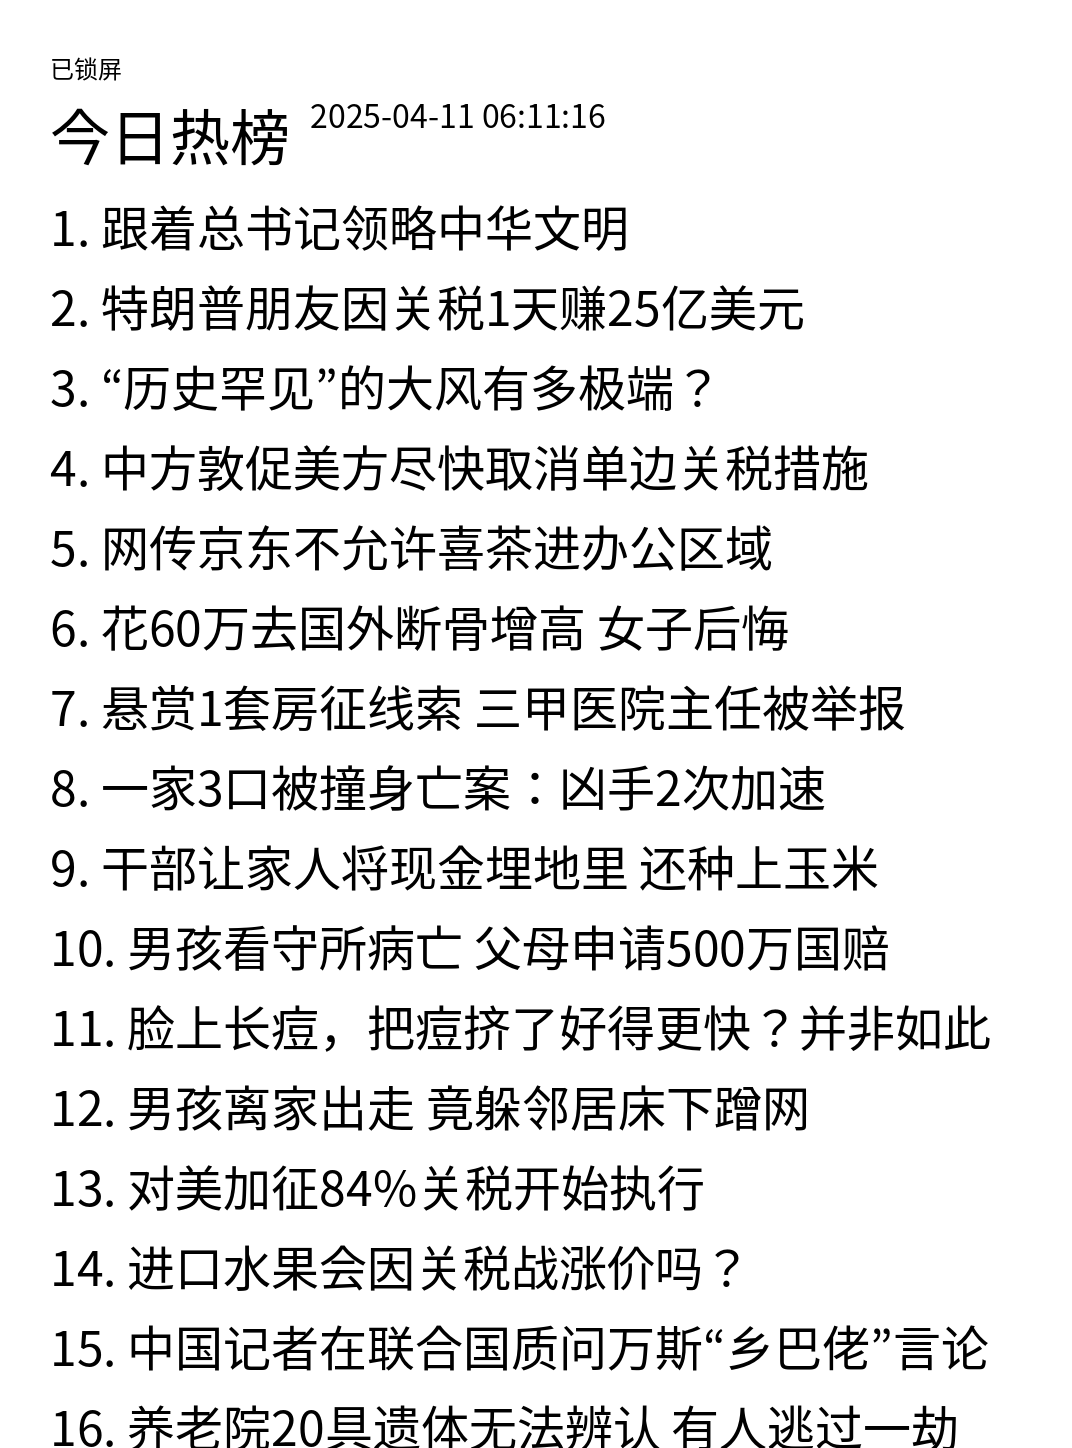 已锁屏
今日热榜 2025-04-11 06:11:16
1. 跟着总书记领略中华文明
2. 特朗普朋友因关税1天赚25亿美元
3. “历史罕见”的大风有多极端？
4. 中方敦促美方尽快取消单边关税措施
5. 网传京东不允许喜茶进办公区域
6. 花60万去国外断骨增高 女子后悔
7. 悬赏1套房征线索 三甲医院主任被举报
8. 一家3口被撞身亡案：凶手2次加速
9. 干部让家人将现金埋地里 还种上玉米
10. 男孩看守所病亡 父母申请500万国赔
11. 脸上长痘，把痘挤了好得更快？并非如此
12. 男孩离家出走 竟躲邻居床下蹭网
13. 对美加征84%关税开始执行
14. 进口水果会因关税战涨价吗？
15. 中国记者在联合国质问万斯“乡巴佬”言论
16. 养老院20具遗体无法辨认 有人逃过一劫